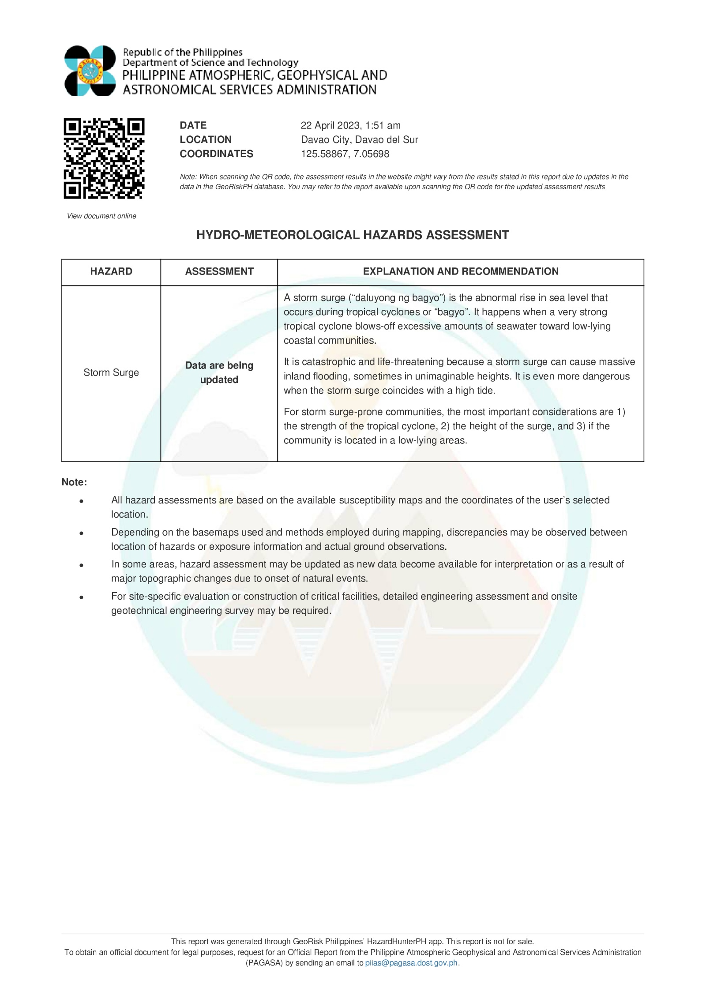 Republic of the Philippines
Department of Science and Technology
PHILIPPINE ATMOSPHERIC, GEOPHYSICAL AND
ASTRONOMICAL SERVICES ADMINISTRATION
PAGASA
1865
DATE 22 April 2023, 1:51 am
LOCATION Davao City, Davao del Sur
COORDINATES 125.58867, 7.05698
Note: When scanning the QR code, the assessment results in the website might vary from the results stated in this report due to updates in the
data in the GeoRiskPH database. You may refer to the report available upon scanning the QR code for the updated assessment results
View document online
HYDRO-METEOROLOGICAL HAZARDS ASSESSMENT
HAZARD ASSESSMENT EXPLANATION AND RECOMMENDATION
Storm Surge
Data are being
updated
A storm surge (“daluyong ng bagyo”) is the abnormal rise in sea level that
occurs during tropical cyclones or “bagyo”. It happens when a very strong
tropical cyclone blows-off excessive amounts of seawater toward low-lying
coastal communities.
It is catastrophic and life-threatening because a storm surge can cause massive
inland flooding, sometimes in unimaginable heights. It is even more dangerous
when the storm surge coincides with a high tide.
For storm surge-prone communities, the most important considerations are 1)
the strength of the tropical cyclone, 2) the height of the surge, and 3) if the
community is located in a low-lying areas.
Note:
● All hazard assessments are based on the available susceptibility maps and the coordinates of the user’s selected
location.
● Depending on the basemaps used and methods employed during mapping, discrepancies may be observed between
location of hazards or exposure information and actual ground observations.
● In some areas, hazard assessment may be updated as new data become available for interpretation or as a result of
major topographic changes due to onset of natural events.
● For site-specific evaluation or construction of critical facilities, detailed engineering assessment and onsite
geotechnical engineering survey may be required.
This report was generated through GeoRisk Philippines’ HazardHunterPH app. This report is not for sale.
To obtain an official document for legal purposes, request for an Official Report from the Philippine Atmospheric Geophysical and Astronomical Services Administration
(PAGASA) by sending an email to piias@pagasa.dost.gov.ph.